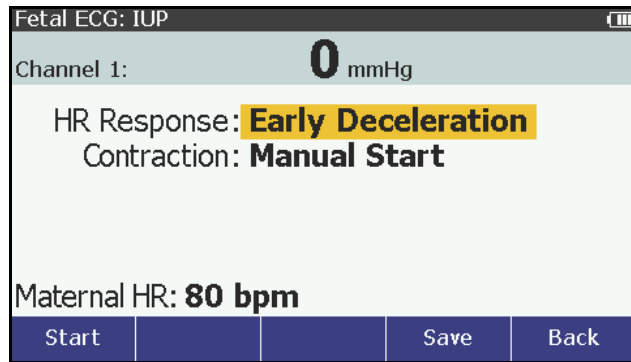 Fetal ECG: IUP
Channel 1: 0 mmHg
HR Response: Early Deceleration
Contraction: Manual Start
Maternal HR: 80 bpm
Start Save Back